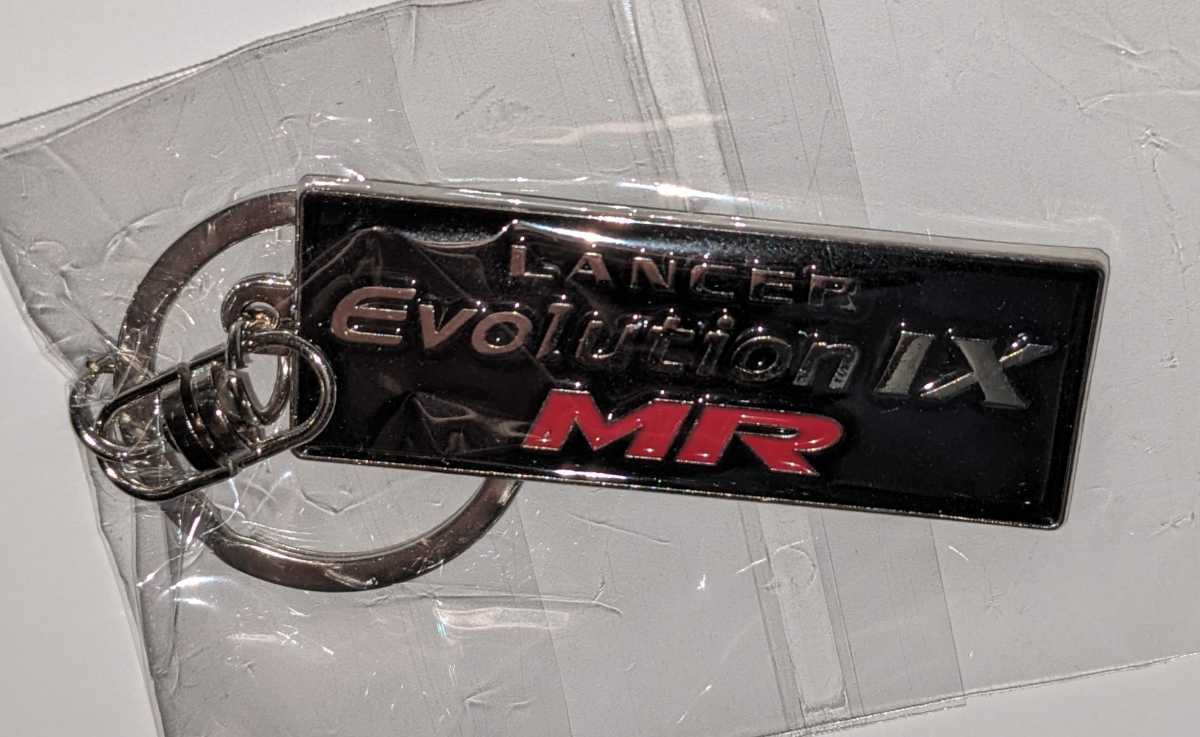 LANCER
Evolution IX
MR